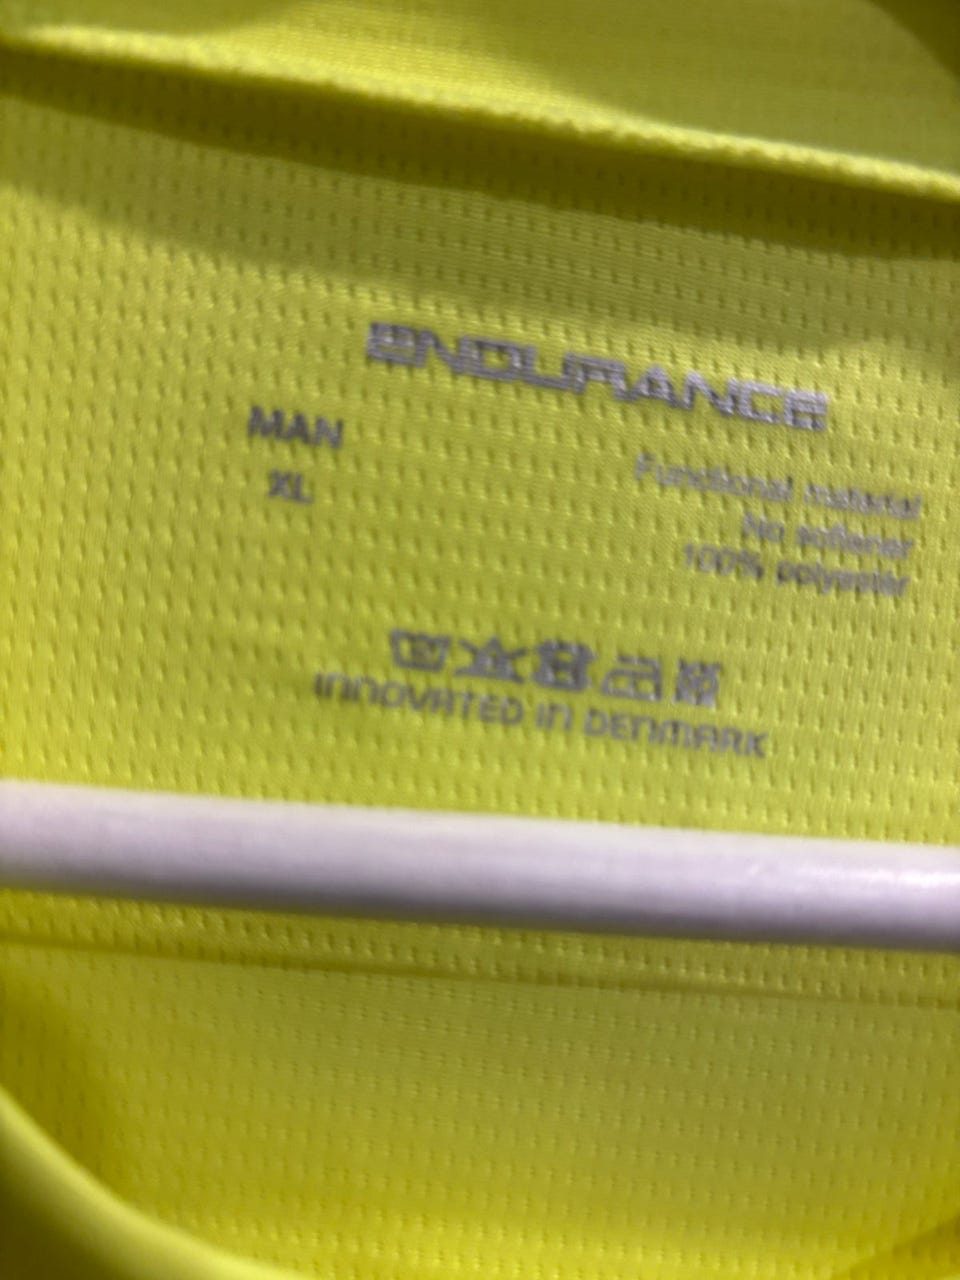 ENDURANCE
MAN
XL
Functional material
No softener
100% polyester
INNOVATED IN DENMARK